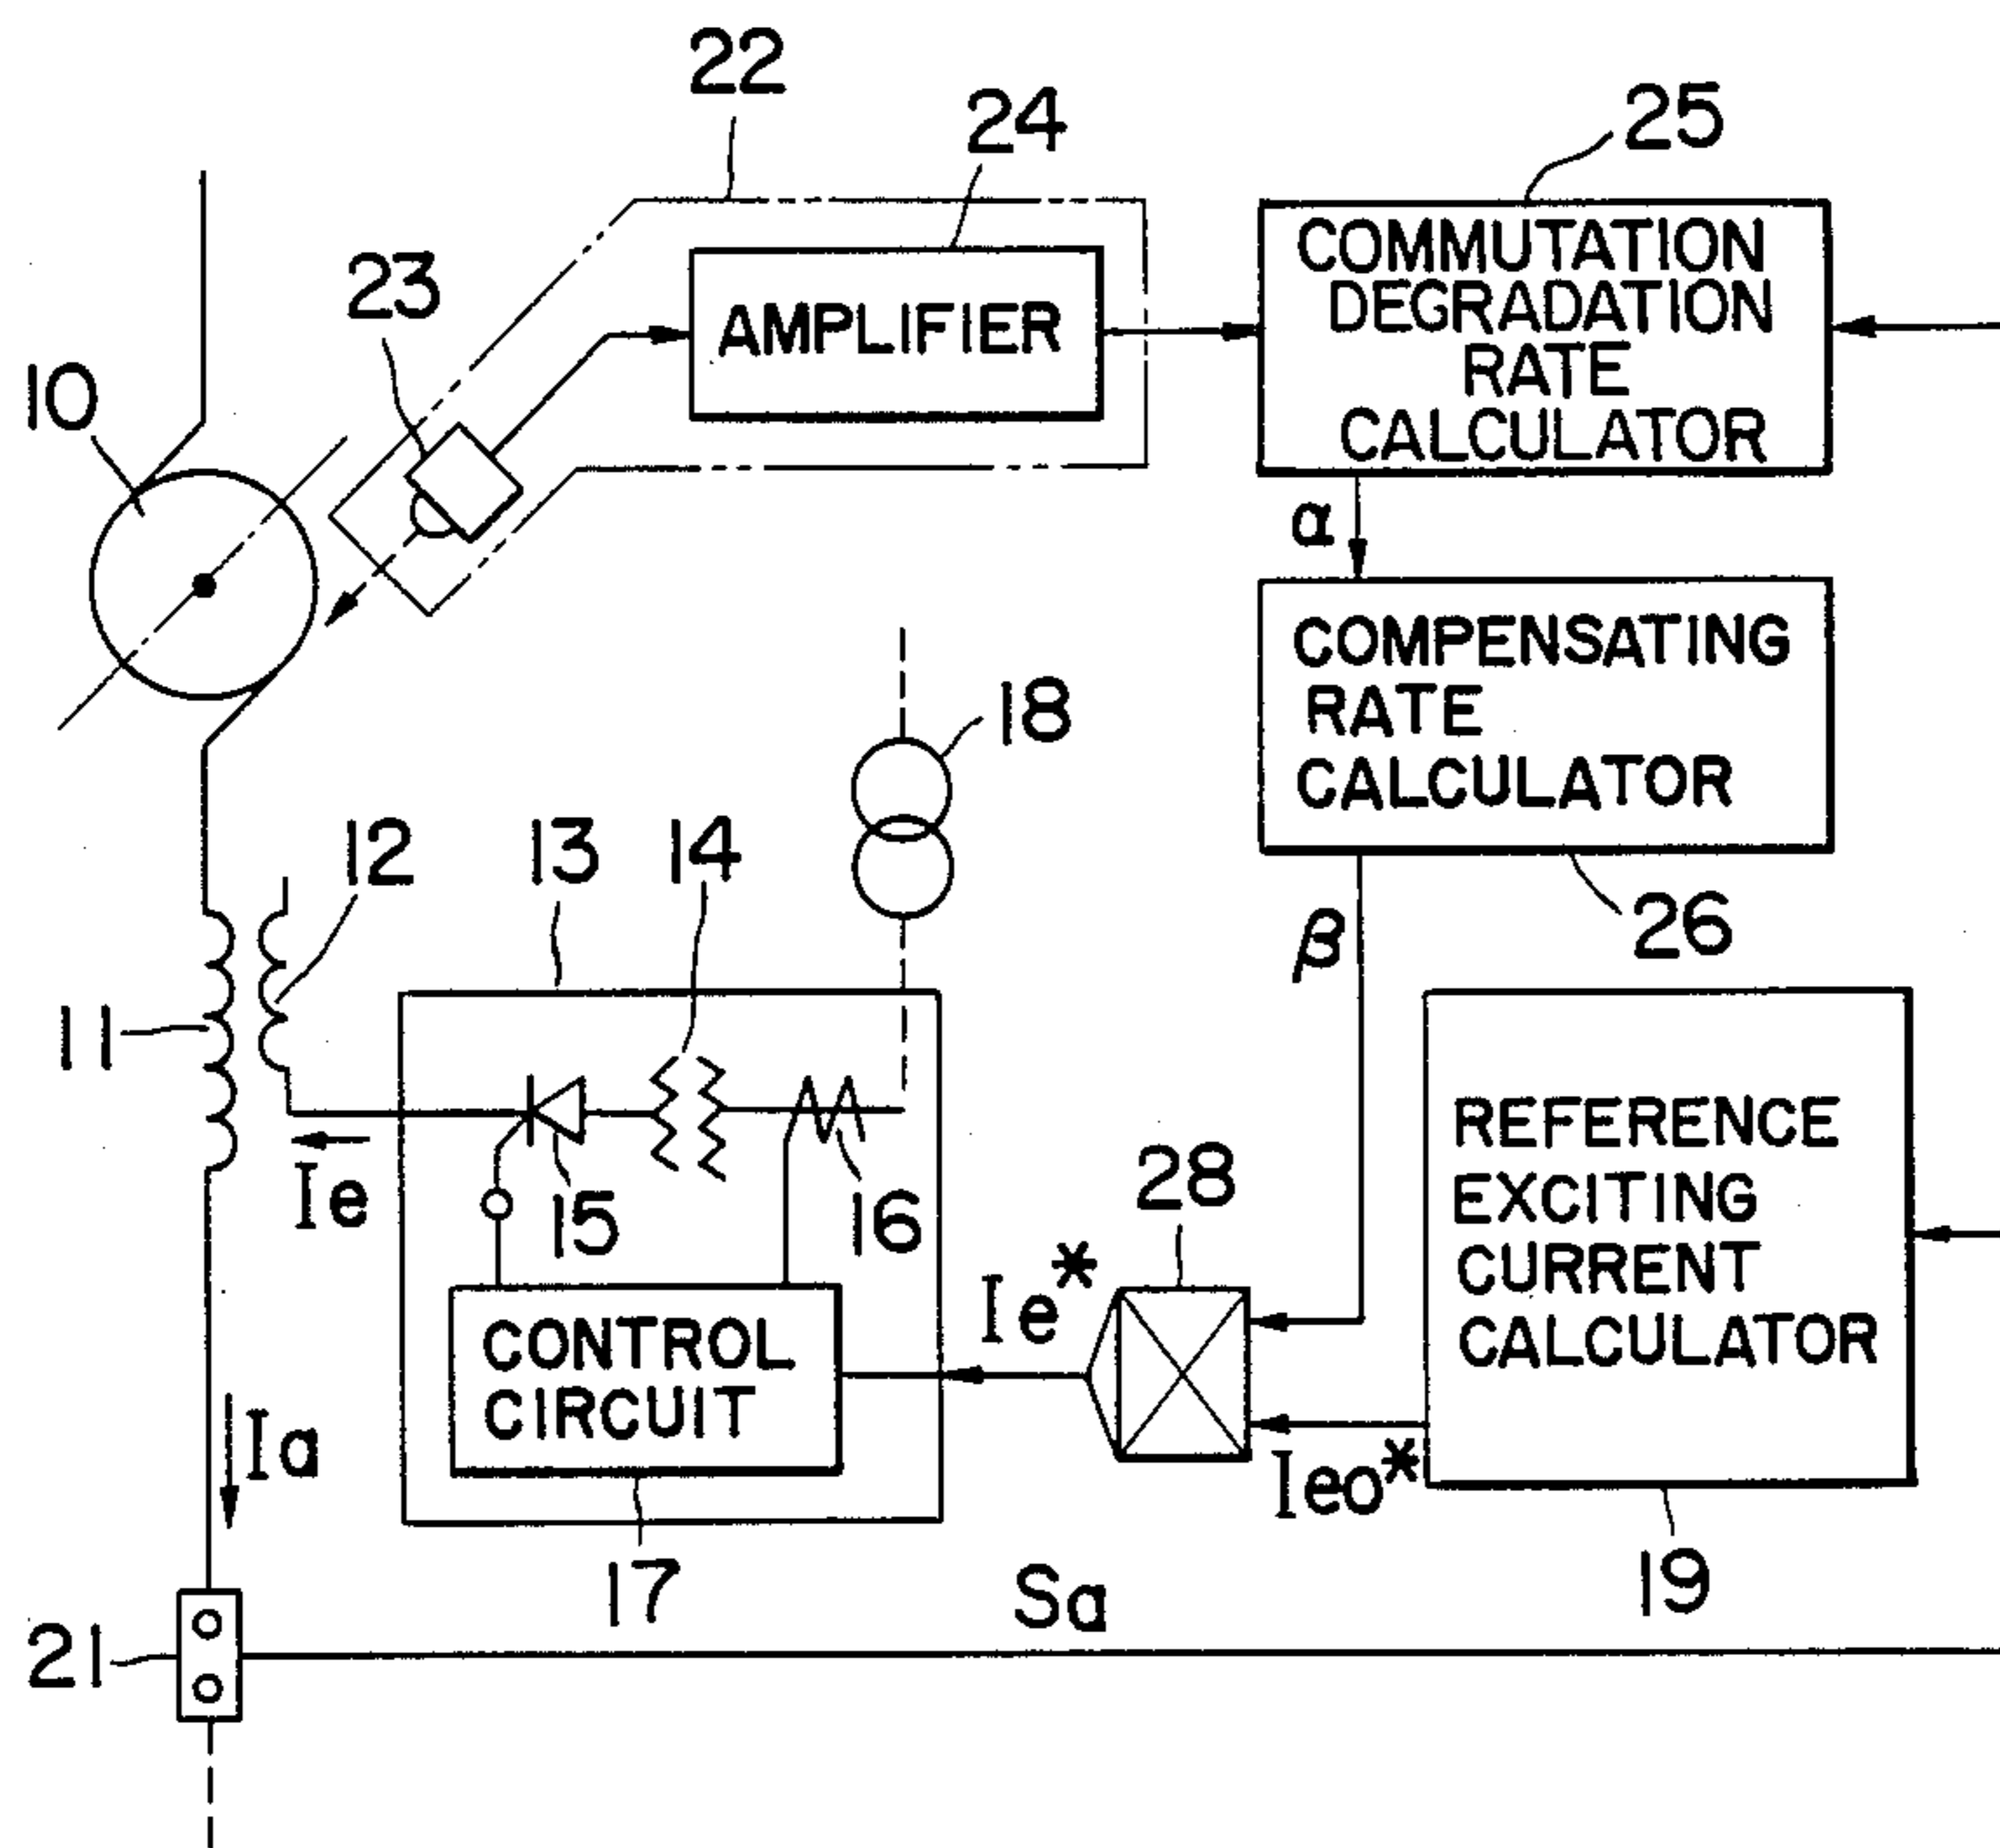 22
24
25
23
AMPLIFIER
COMMUTATION
DEGRADATION
RATE
CALCULATOR
10
α
COMPENSATING
RATE
CALCULATOR
18
12
13
14
26
β
11
REFERENCE
EXCITING
CURRENT
CALCULATOR
Ie
15
16
28
Ie*
CONTROL
CIRCUIT
Ia
Ieo*
17
19
Sa
21